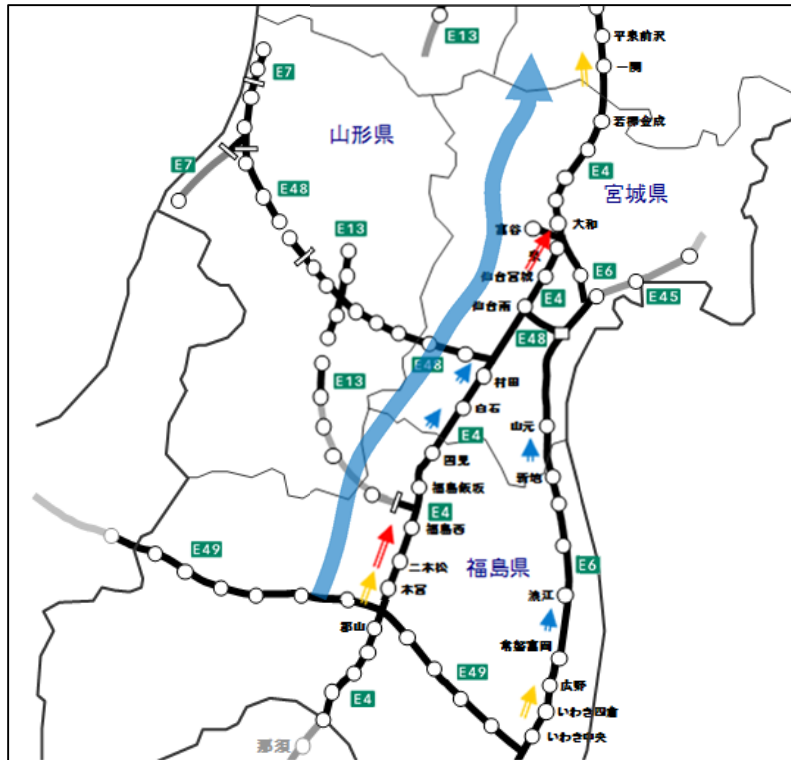 平泉前沢
E13
一関
E7
若柳金成
山形県
E4
E7
宮城県
E48
大和
富谷
E13
泉
仙台宮城
E6
E4
E45
仙台南
E48
E48
村田
E13
白石
山元
E4
国見
新地
福島飯坂
E4
福島西
E49
二本松
福島県
E6
本宮
浪江
郡山
常磐富岡
E49
広野
E4
いわき四倉
那須
いわき中央